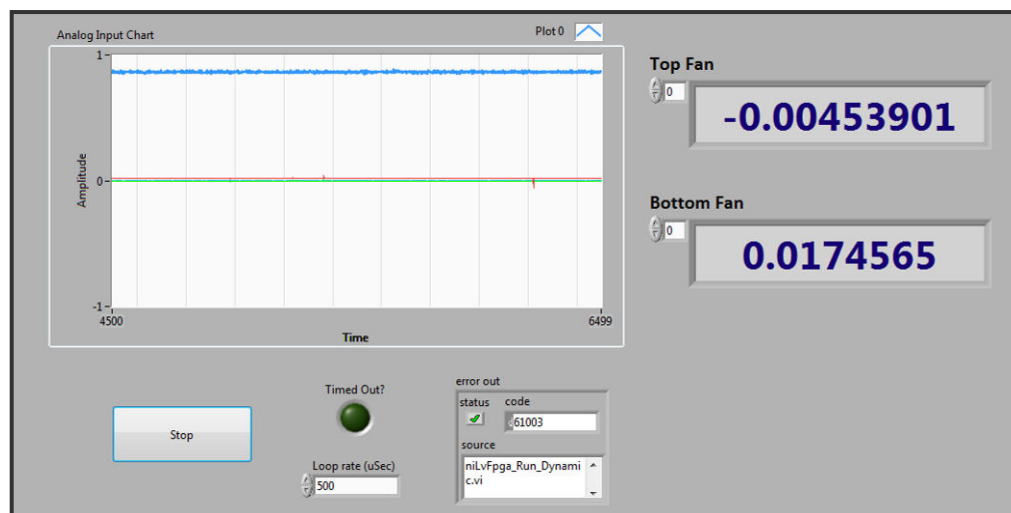 Analog Input Chart
Plot 0
1
0
-1
Amplitude
4500
6499
Time
Top Fan
0
-0.00453901
Bottom Fan
0
0.0174565
Stop
Timed Out?
Loop rate (uSec)
500
error out
status
code
61003
source
niLvFpga_Run_Dynami
c.vi